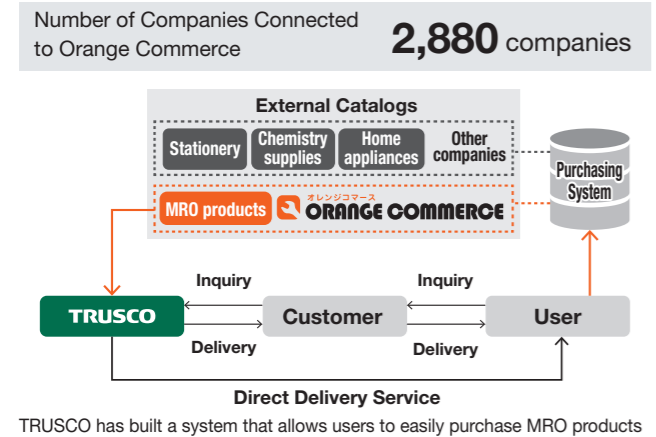 Number of Companies Connected
to Orange Commerce
2,880 companies
External Catalogs
Stationery
Chemistry
supplies
Home
appliances
Other
companies
Purchasing
System
MRO products
オレンジコマース
ORANGE COMMERCE
Inquiry
Inquiry
TRUSCO
Customer
User
Delivery
Delivery
Direct Delivery Service
TRUSCO has built a system that allows users to easily purchase MRO products